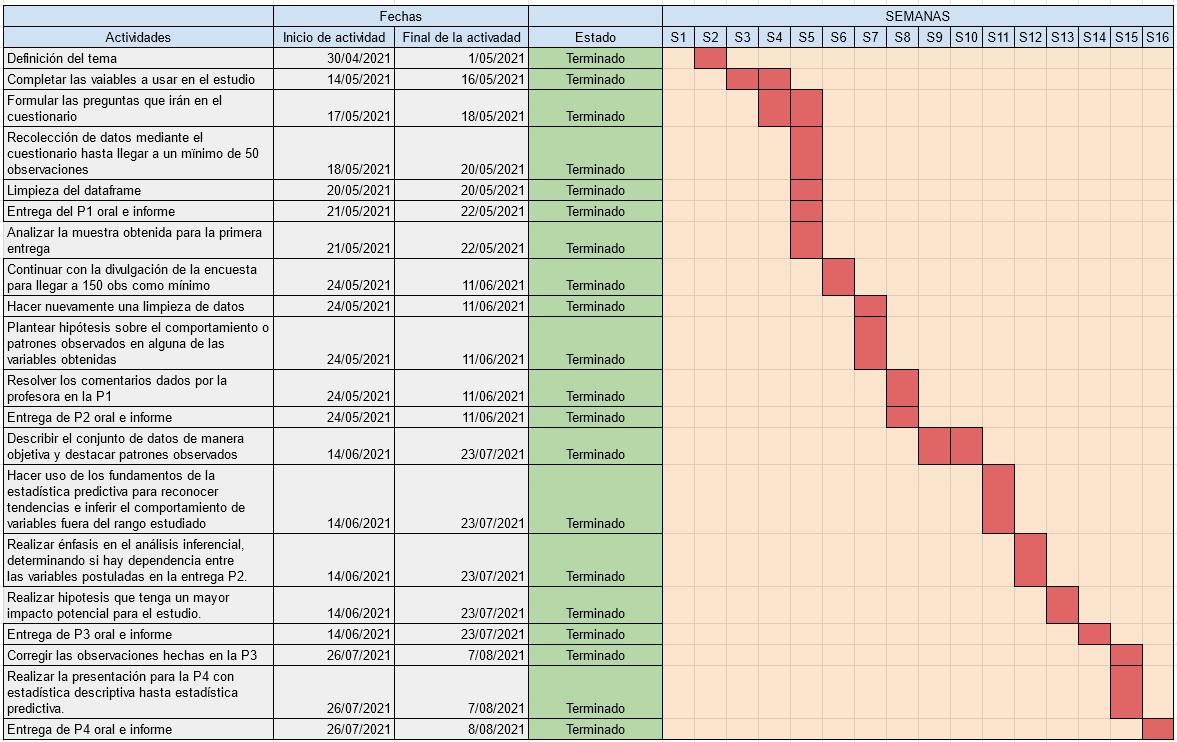 Fechas SEMANAS
Actividades Inicio de actividad Final de la activadad Estado S1 S2 S3 S4 S5 S6 S7 S8 S9 S10 S11 S12 S13 S14 S15 S16
Definición del tema 30/04/2021 1/05/2021 Terminado
Completar las vaiables a usar en el estudio 14/05/2021 16/05/2021 Terminado
Formular las preguntas que irán en el
cuestionario 17/05/2021 18/05/2021 Terminado
Recolección de datos mediante el
cuestionario hasta llegar a un mïnimo de 50
observaciones 18/05/2021 20/05/2021 Terminado
Limpieza del dataframe 20/05/2021 20/05/2021 Terminado
Entrega del P1 oral e informe 21/05/2021 22/05/2021 Terminado
Analizar la muestra obtenida para la primera
entrega 21/05/2021 22/05/2021 Terminado
Continuar con la divulgación de la encuesta
para llegar a 150 obs como mínimo 24/05/2021 11/06/2021 Terminado
Hacer nuevamente una limpieza de datos 24/05/2021 11/06/2021 Terminado
Plantear hipótesis sobre el comportamiento o
patrones observados en alguna de las
variables obtenidas 24/05/2021 11/06/2021 Terminado
Resolver los comentarios dados por la
profesora en la P1 24/05/2021 11/06/2021 Terminado
Entrega de P2 oral e informe 24/05/2021 11/06/2021 Terminado
Describir el conjunto de datos de manera
objetiva y destacar patrones observados 14/06/2021 23/07/2021 Terminado
Hacer uso de los fundamentos de la
estadística predictiva para reconocer
tendencias e inferir el comportamiento de
variables fuera del rango estudiado 14/06/2021 23/07/2021 Terminado
Realizar énfasis en el análisis inferencial,
determinando si hay dependencia entre
las variables postuladas en la entrega P2. 14/06/2021 23/07/2021 Terminado
Realizar hipotesis que tenga un mayor
impacto potencial para el estudio. 14/06/2021 23/07/2021 Terminado
Entrega de P3 oral e informe 14/06/2021 23/07/2021 Terminado
Corregir las observaciones hechas en la P3 26/07/2021 7/08/2021 Terminado
Realizar la presentación para la P4 con
estadística descriptiva hasta estadística
predictiva. 26/07/2021 7/08/2021 Terminado
Entrega de P4 oral e informe 26/07/2021 8/08/2021 Terminado